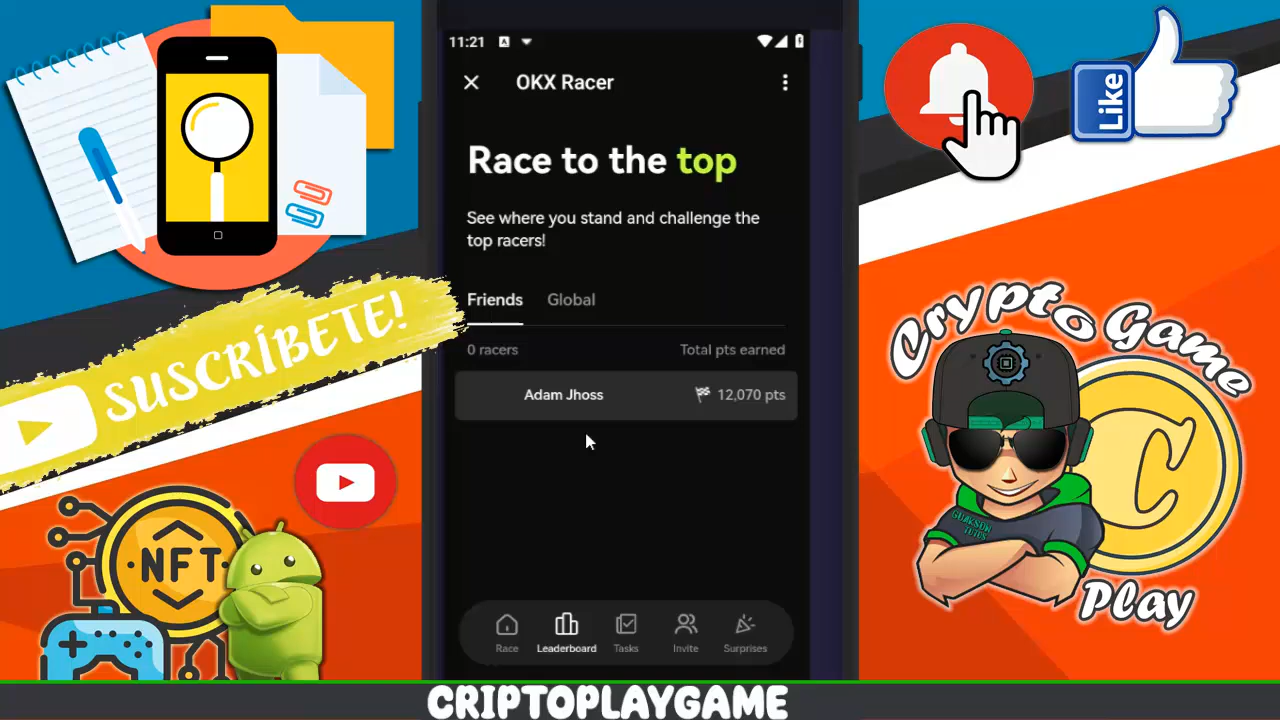 11:21
OKX Racer
Race to the top
See where you stand and challenge the
top racers!
Friends Global
0 racers Total pts earned
Adam Jhoss 12,070 pts
Race Leaderboard Tasks Invite Surprises
SUSCRÍBETE!
NFT
Like
Crypto Game
C
GUAKSON
TUTOS
Play
CRIPTOPLAYGAME